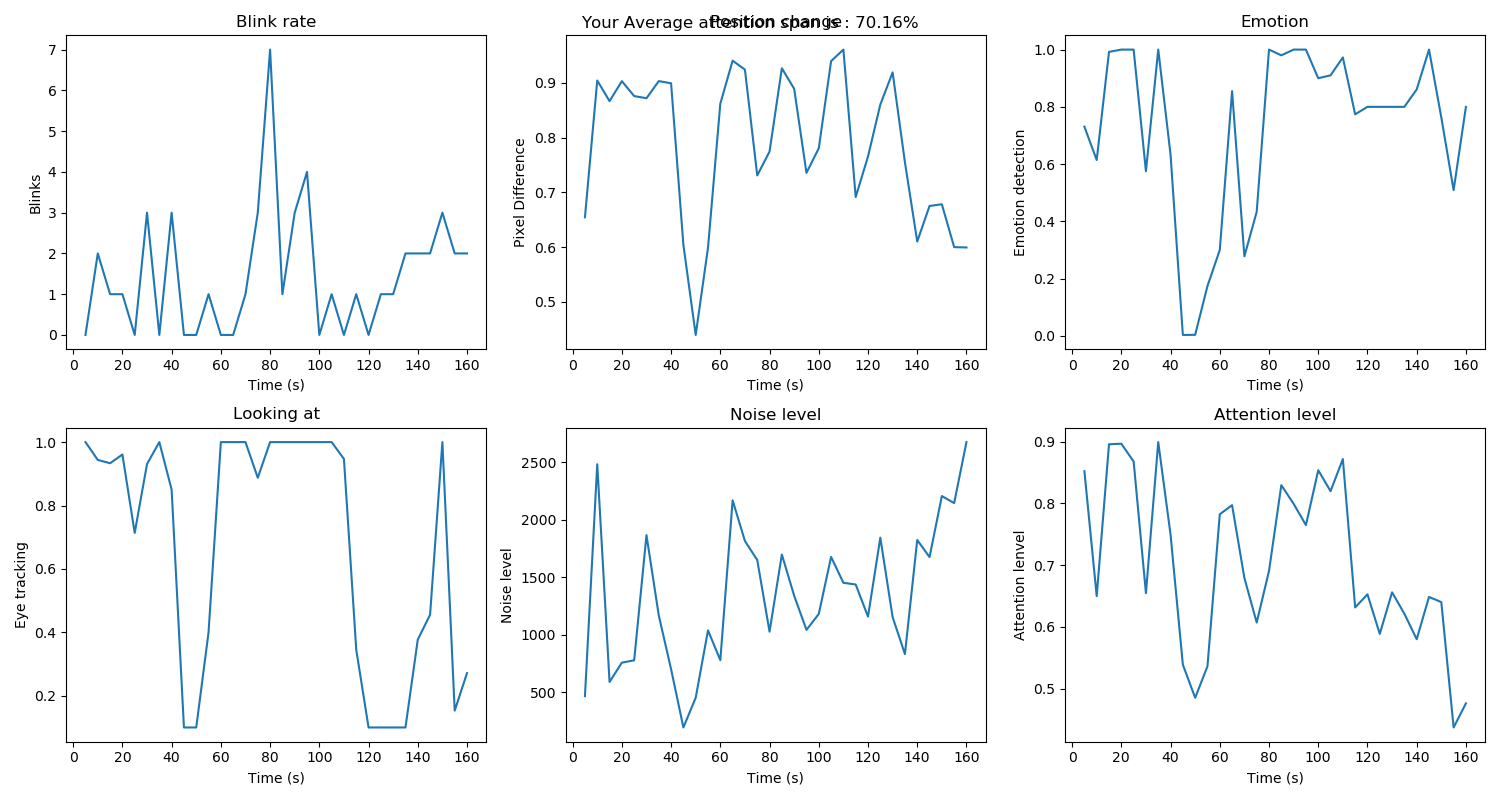 Your Average attention span is : 70.16%
Blink rate
Position change
Emotion
7
6
5
4
3
2
1
0
Blinks
0 20 40 60 80 100 120 140 160
Time (s)
0.9
0.8
0.7
0.6
0.5
Pixel Difference
0 20 40 60 80 100 120 140 160
Time (s)
1.0
0.8
0.6
0.4
0.2
0.0
Emotion detection
0 20 40 60 80 100 120 140 160
Time (s)
Looking at
1.0
0.8
0.6
0.4
0.2
Eye tracking
0 20 40 60 80 100 120 140 160
Time (s)
Noise level
2500
2000
1500
1000
500
Noise level
0 20 40 60 80 100 120 140 160
Time (s)
Attention level
0.9
0.8
0.7
0.6
0.5
Attention lenvel
0 20 40 60 80 100 120 140 160
Time (s)